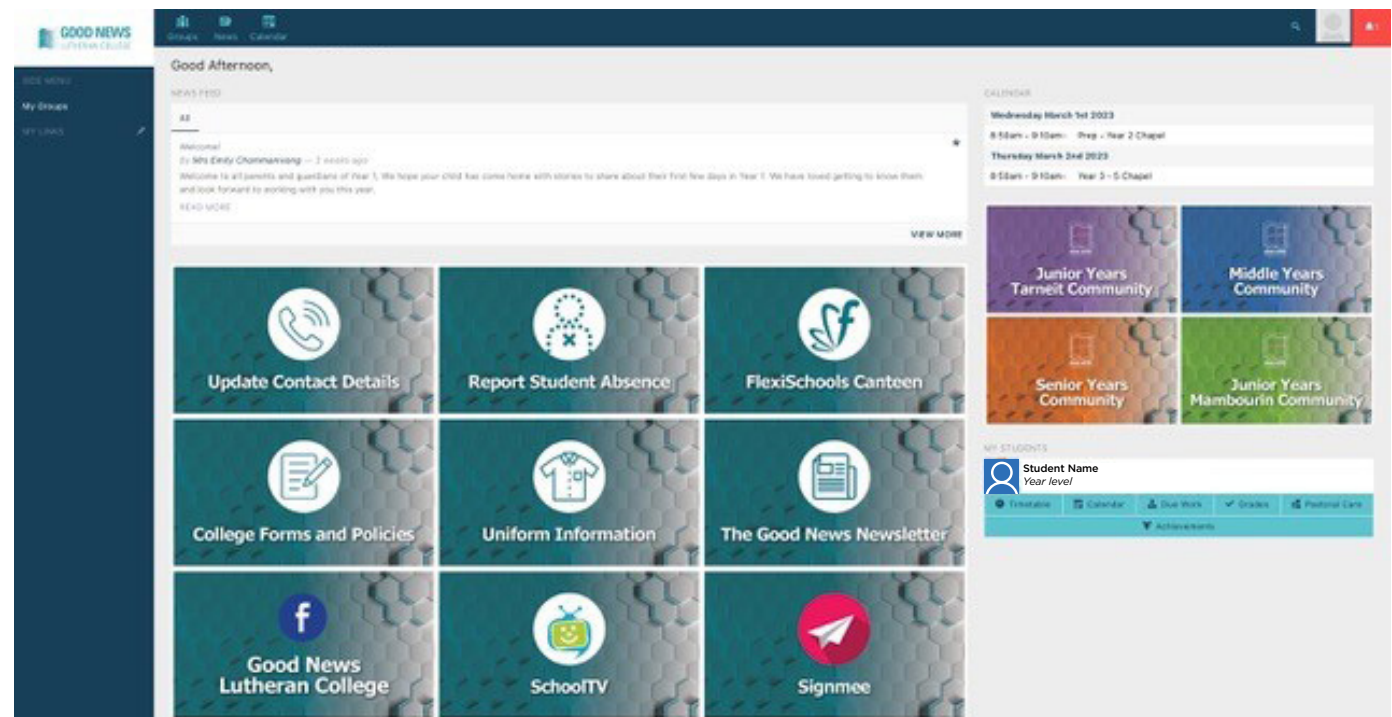 GOOD NEWS
LUTHERAN COLLEGE
Groups News Calendar
SIDE MENU
My Groups
MY LINKS
Good Afternoon,
NEWS FEED
All
Welcome!
By Mrs Emily Chommanivong — 2 weeks ago
Welcome to all parents and guardians of Year 1, We hope your child has come home with stories to share about their first few days in Year 1. We have loved getting to know them
and look forward to working with you this year.
READ MORE
VIEW MORE
Update Contact Details
Report Student Absence
FlexiSchools Canteen
College Forms and Policies
Uniform Information
The Good News Newsletter
f
Good News
Lutheran College
SchoolTV
Signmee
CALENDAR
Wednesday March 1st 2023
8:50am - 9:10am: Prep - Year 2 Chapel
Thursday March 2nd 2023
8:50am - 9:10am: Year 3 - 5 Chapel
Junior Years
Tarneit Community
Middle Years
Community
Senior Years
Community
Junior Years
Mambourin Community
MY STUDENTS
Student Name
Year level
Timetable Calendar Due Work Grades Pastoral Care
Achievements